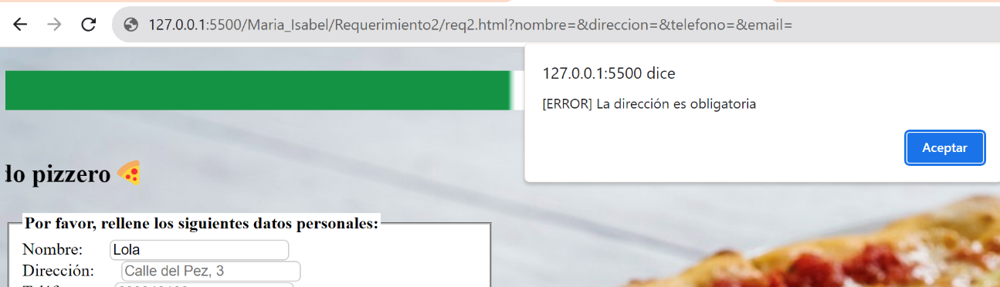 127.0.0.1:5500/Maria_Isabel/Requerimiento2/req2.html?nombre=&direccion=&telefono=&email=
127.0.0.1:5500 dice
[ERROR] La dirección es obligatoria
Aceptar
do pizzero
Por favor, rellene los siguientes datos personales:
Nombre: Lola
Dirección: Calle del Pez, 3